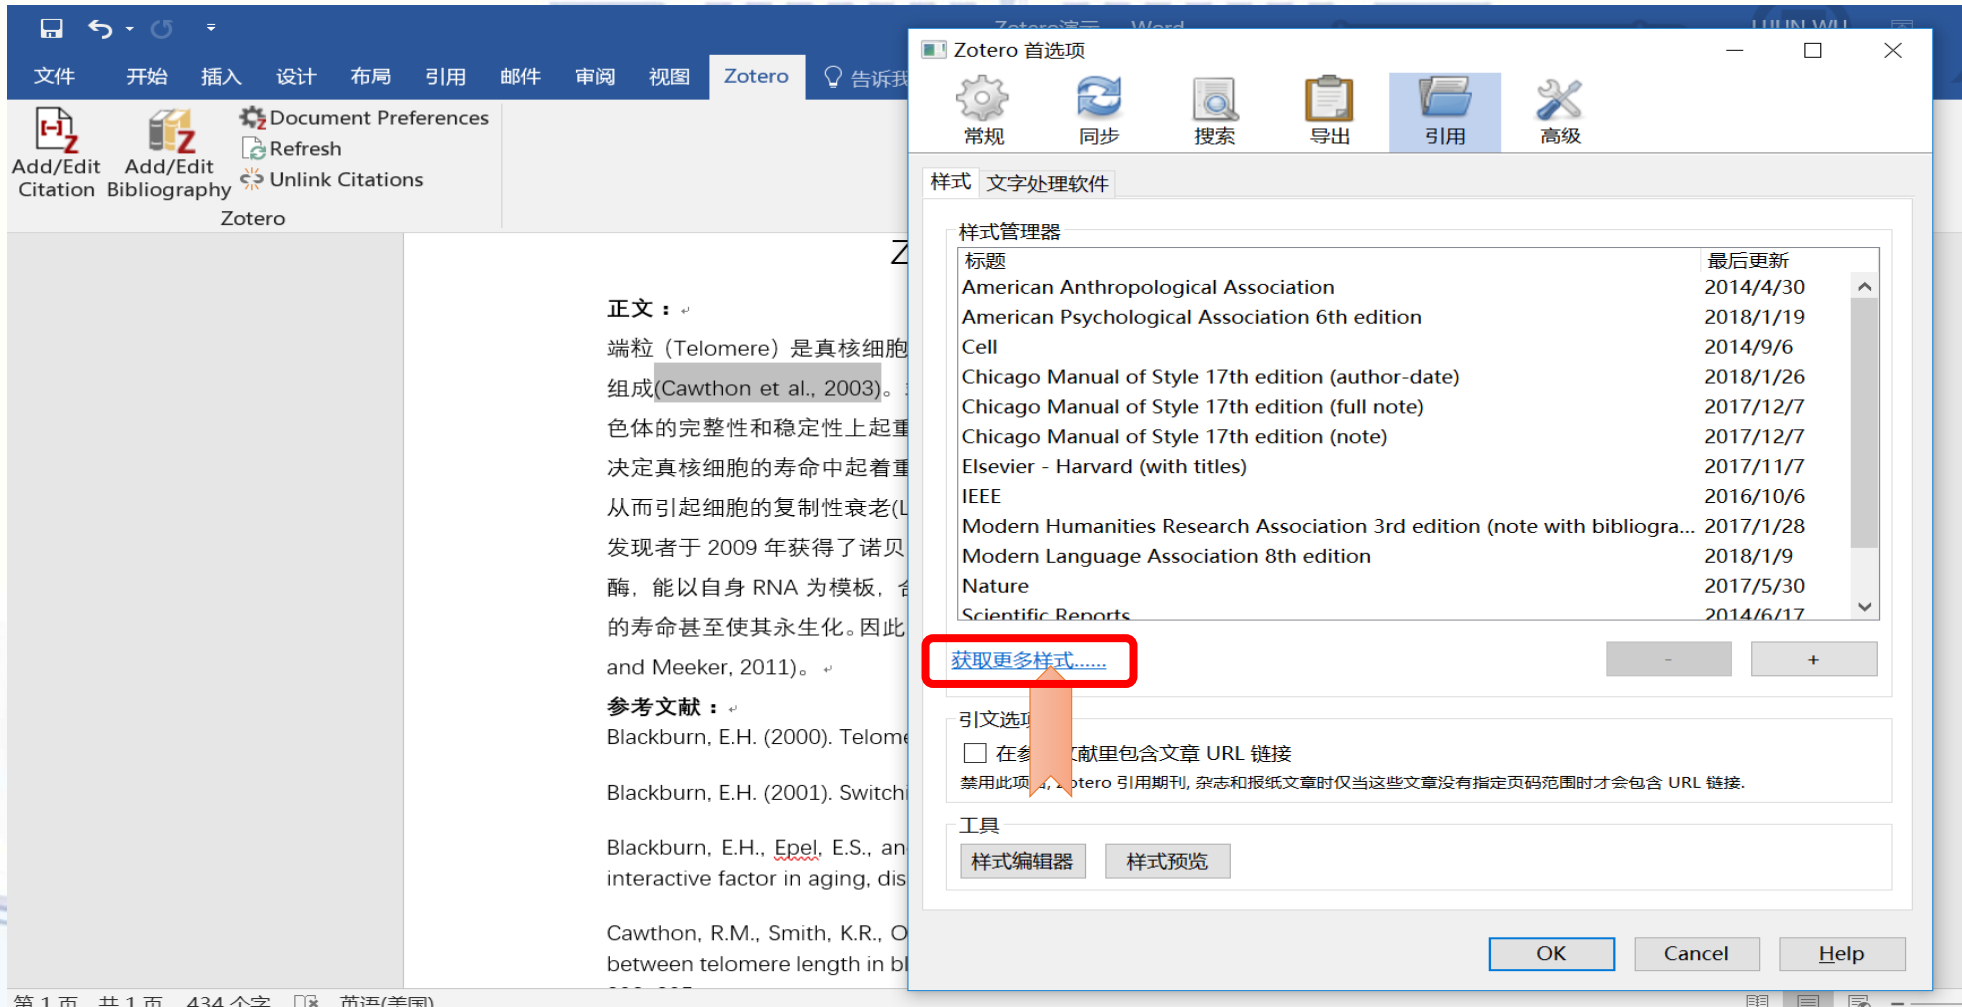 Zotero演示 - Word
LIJUN WU
文件 开始 插入 设计 布局 引用 邮件 审阅 视图 Zotero 告诉我
Add/Edit Citation
Add/Edit Bibliography
Document Preferences
Refresh
Unlink Citations
Zotero
Z
正文：
端粒（Telomere）是真核细胞
组成(Cawthon et al., 2003)。
色体的完整性和稳定性上起重
决定真核细胞的寿命中起着重
从而引起细胞的复制性衰老(L
发现者于 2009 年获得了诺贝
酶，能以自身 RNA 为模板，合
的寿命甚至使其永生化。因此
and Meeker, 2011)。
参考文献：
Blackburn, E.H. (2000). Telome
Blackburn, E.H. (2001). Switchi
Blackburn, E.H., Epel, E.S., an
interactive factor in aging, dis
Cawthon, R.M., Smith, K.R., O
between telomere length in bl
第 1 页，共 1 页 434 个字 英语(美国)
Zotero 首选项
常规 同步 搜索 导出 引用 高级
样式 文字处理软件
样式管理器
标题 最后更新
American Anthropological Association 2014/4/30
American Psychological Association 6th edition 2018/1/19
Cell 2014/9/6
Chicago Manual of Style 17th edition (author-date) 2018/1/26
Chicago Manual of Style 17th edition (full note) 2017/12/7
Chicago Manual of Style 17th edition (note) 2017/12/7
Elsevier - Harvard (with titles) 2017/11/7
IEEE 2016/10/6
Modern Humanities Research Association 3rd edition (note with bibliogra... 2017/1/28
Modern Language Association 8th edition 2018/1/9
Nature 2017/5/30
Scientific Reports 2014/6/17
获取更多样式......
- +
引文选项
在参 文献里包含文章 URL 链接
禁用此项 , Zotero 引用期刊, 杂志和报纸文章时仅当这些文章没有指定页码范围时才会包含 URL 链接.
工具
样式编辑器 样式预览
OK Cancel Help